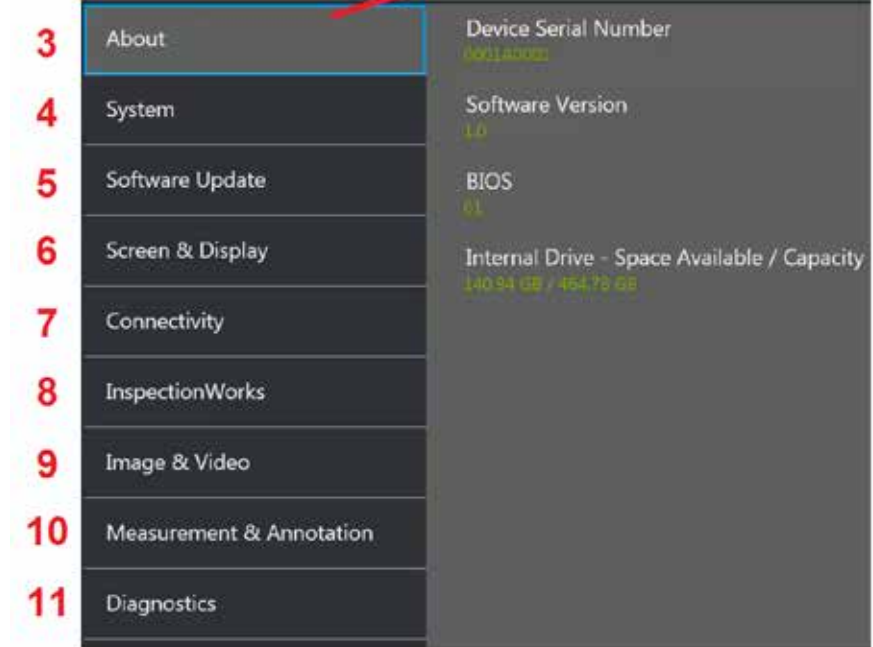 3 About
4 System
5 Software Update
6 Screen & Display
7 Connectivity
8 InspectionWorks
9 Image & Video
10 Measurement & Annotation
11 Diagnostics
Device Serial Number
Software Version
1.0
BIOS
01
Internal Drive - Space Available / Capacity
140.94 GB / 464.78 GB